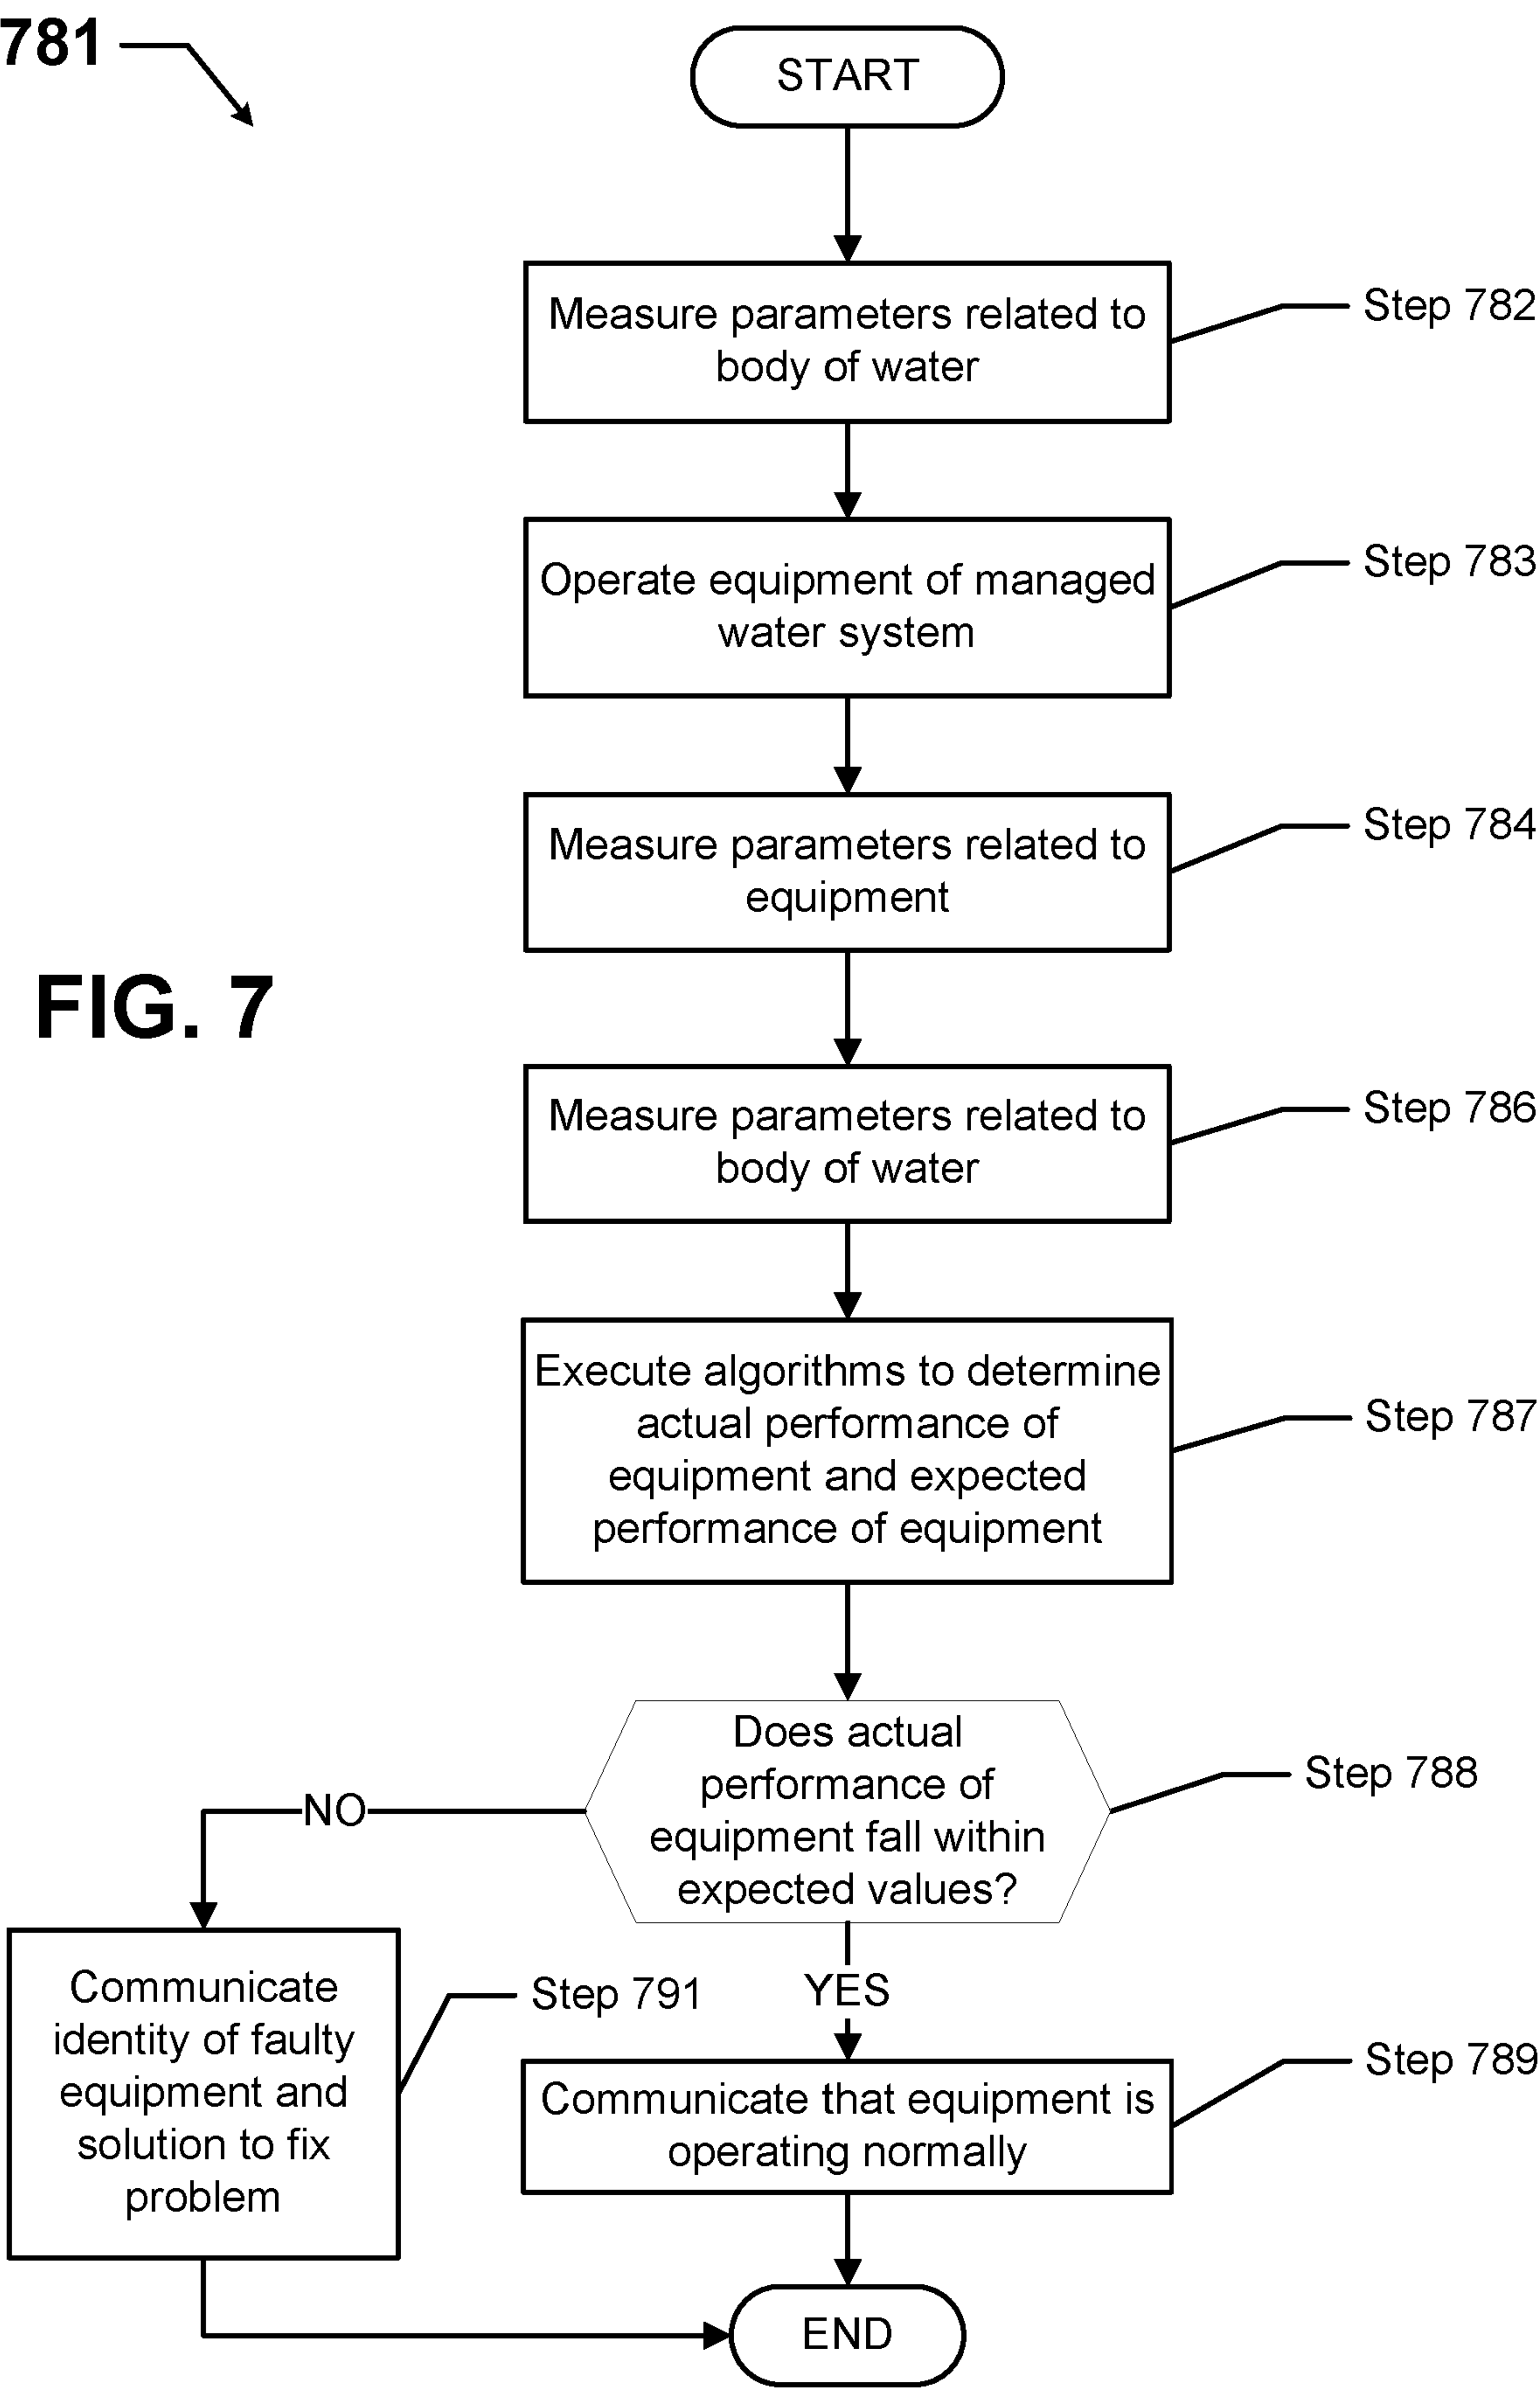 781
START
Measure parameters related to
body of water
Step 782
Operate equipment of managed
water system
Step 783
Measure parameters related to
equipment
Step 784
FIG. 7
Measure parameters related to
body of water
Step 786
Execute algorithms to determine
actual performance of
equipment and expected
performance of equipment
Step 787
Does actual
performance of
equipment fall within
expected values?
Step 788
NO
YES
Communicate
identity of faulty
equipment and
solution to fix
problem
Step 791
Communicate that equipment is
operating normally
Step 789
END